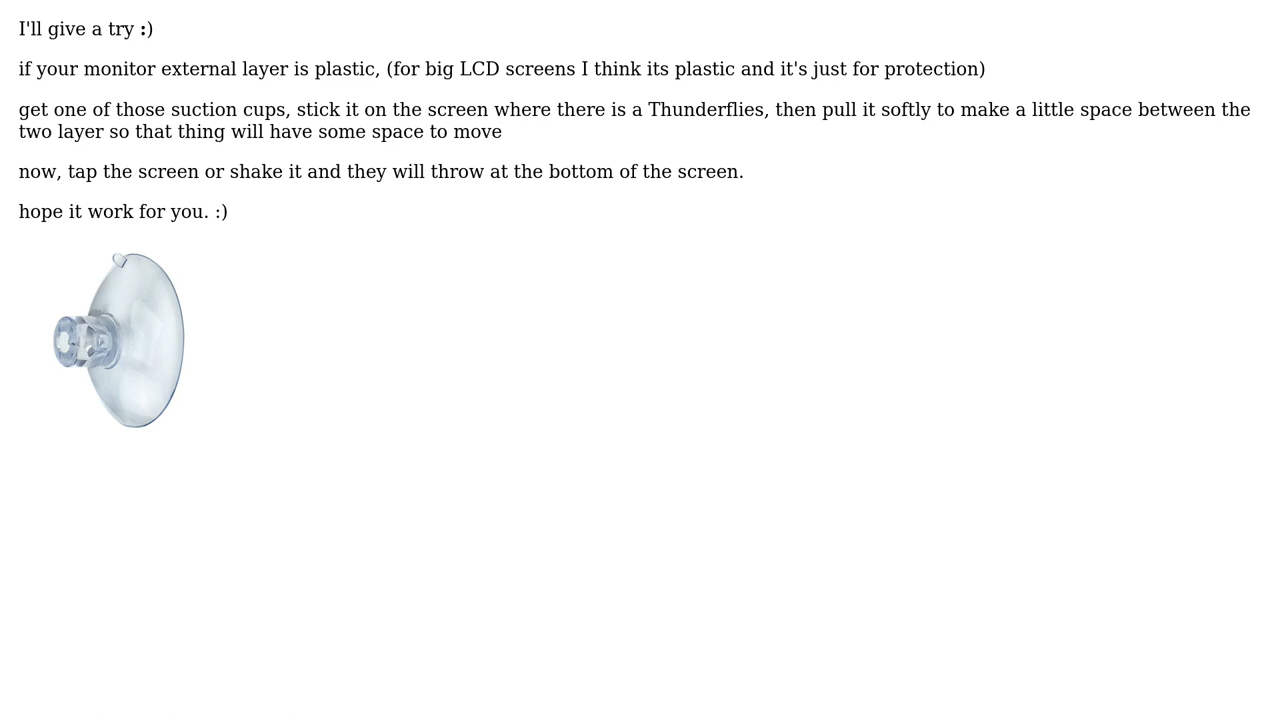 I'll give a try :)
if your monitor external layer is plastic, (for big LCD screens I think its plastic and it's just for protection)
get one of those suction cups, stick it on the screen where there is a Thunderflies, then pull it softly to make a little space between the
two layer so that thing will have some space to move
now, tap the screen or shake it and they will throw at the bottom of the screen.
hope it work for you. :)